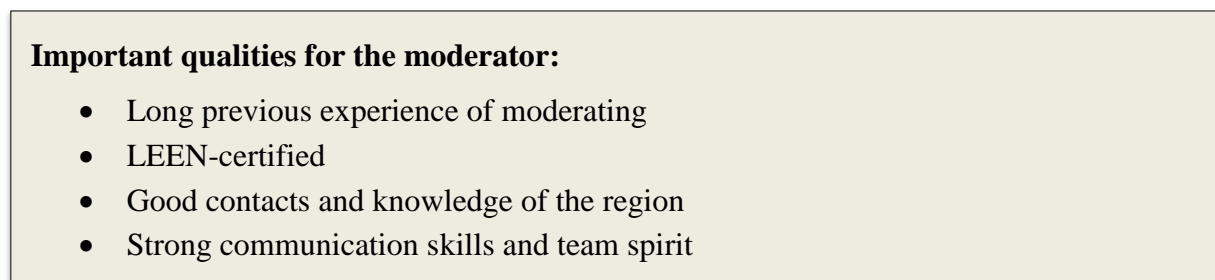 Important qualities for the moderator:
• Long previous experience of moderating
• LEEN-certified
• Good contacts and knowledge of the region
• Strong communication skills and team spirit